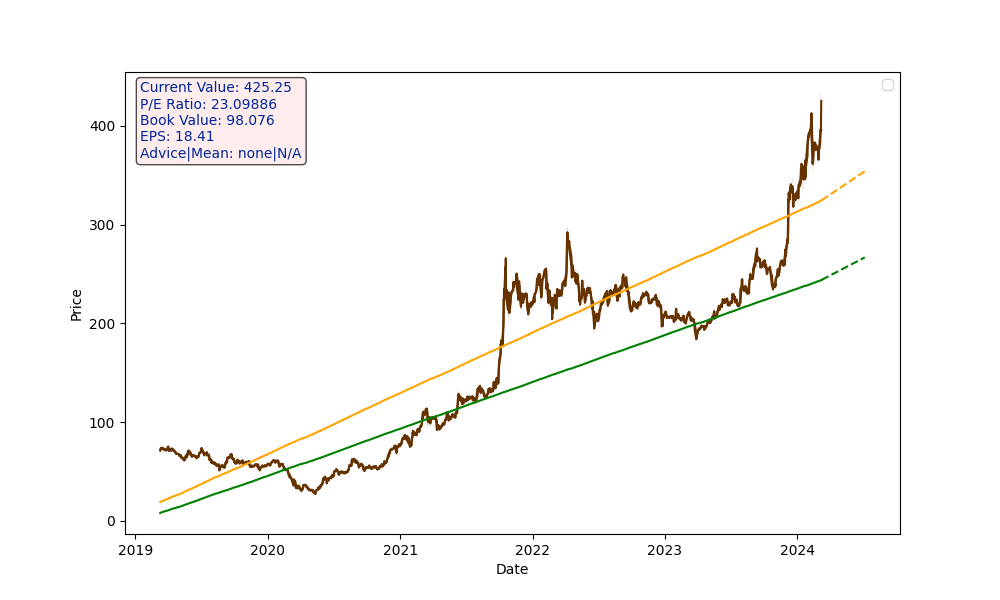 Current Value: 425.25
P/E Ratio: 23.09886
Book Value: 98.076
EPS: 18.41
Advice|Mean: none|N/A
400
300
200
100
0
Price
2019 2020 2021 2022 2023 2024
Date